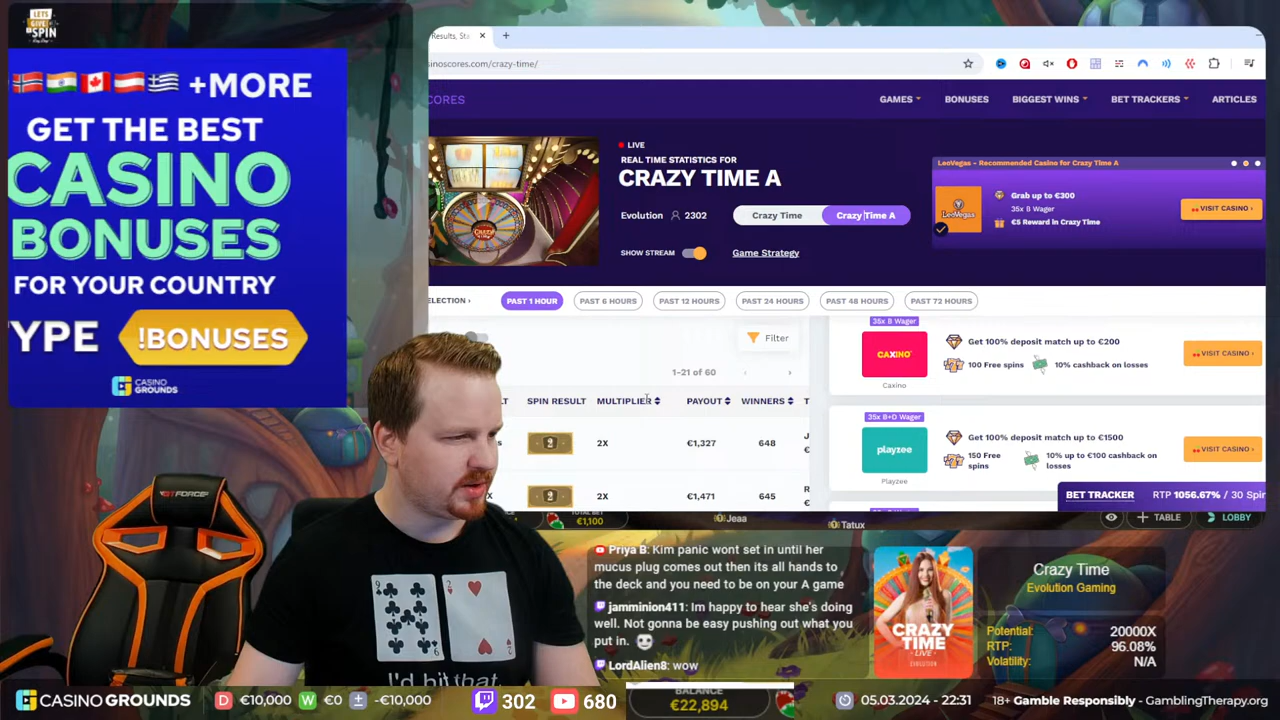 LET'S
GIVE IT
A SPIN
+MORE
GET THE BEST
CASINO
BONUSES
FOR YOUR COUNTRY
YPE !BONUSES
CASINO
GROUNDS
Results, Sta
inoscores.com/crazy-time/
CORES
GAMES
BONUSES
BIGGEST WINS
BET TRACKERS
ARTICLES
LIVE
REAL TIME STATISTICS FOR
CRAZY TIME A
Evolution 2302
Crazy Time
Crazy Time A
SHOW STREAM
Game Strategy
LeoVegas - Recommended Casino for Crazy Time A
LeoVegas
Grab up to €300
35x B Wager
€5 Reward in Crazy Time
VISIT CASINO ›
ELECTION ›
PAST 1 HOUR
PAST 6 HOURS
PAST 12 HOURS
PAST 24 HOURS
PAST 48 HOURS
PAST 72 HOURS
Filter
1-21 of 60
LT SPIN RESULT MULTIPLIER PAYOUT WINNERS T
2 2X €1,327 648
2 2X €1,471 645
35x B Wager
CAXINO
Caxino
Get 100% deposit match up to €200
100 Free spins
10% cashback on losses
VISIT CASINO ›
35x B+D Wager
playzee
Playzee
Get 100% deposit match up to €1500
150 Free spins
10% up to €100 cashback on losses
VISIT CASINO ›
BET TRACKER RTP 1056.67% / 30 Spin
TOTAL BET
€1,100
Jeaa
Tatux
TABLE
LOBBY
Priya B: Kim panic wont set in until her
mucus plug comes out then its all hands to
the deck and you need to be on your A game
jamminion411: Im happy to hear she's doing
well. Not gonna be easy pushing out what you
put in.
LordAlien8: wow
CRAZY
TIME
LIVE
EVOLUTION
Crazy Time
Evolution Gaming
Potential: 20000X
RTP: 96.08%
Volatility: N/A
GTFORCE
9
2
I'd hit that.
CASINO GROUNDS
D €10,000 W €0 ± -€10,000
302
680
BALANCE
€22,894
05.03.2024 - 22:31
18+ Gamble Responsibly - GamblingTherapy.org